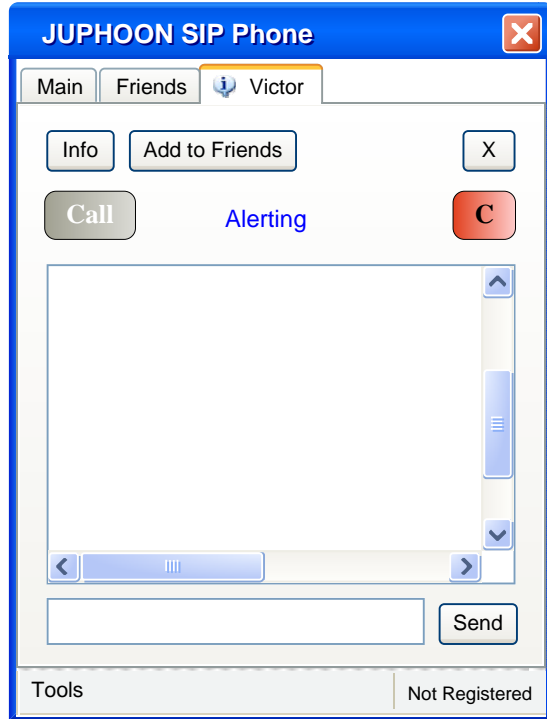 JUPHOON SIP Phone
Main Friends Victor
Info Add to Friends X
Call Alerting C
Send
Tools Not Registered